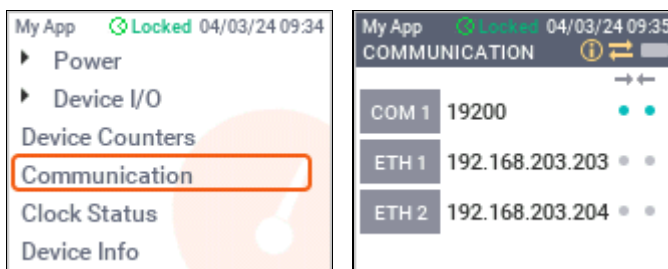 My App Locked 04/03/24 09:34
Power
Device I/O
Device Counters
Communication
Clock Status
Device Info
My App Locked 04/03/24 09:35
COMMUNICATION
COM 1 19200
ETH 1 192.168.203.203
ETH 2 192.168.203.204